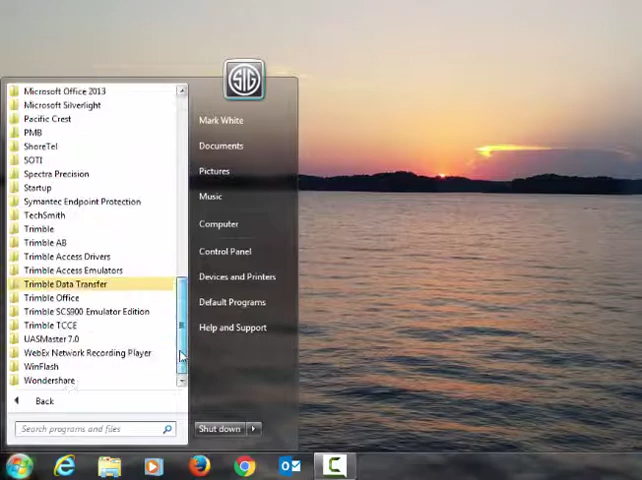 SIG
Microsoft Office 2013
Microsoft Silverlight
Pacific Crest
PMB
ShoreTel
SOTI
Spectra Precision
Startup
Symantec Endpoint Protection
TechSmith
Trimble
Trimble AB
Trimble Access Drivers
Trimble Access Emulators
Trimble Data Transfer
Trimble Office
Trimble SCS900 Emulator Edition
Trimble TCCE
UASMaster 7.0
WebEx Network Recording Player
WinFlash
Wondershare
Back
Search programs and files
Mark White
Documents
Pictures
Music
Computer
Control Panel
Devices and Printers
Default Programs
Help and Support
Shut down